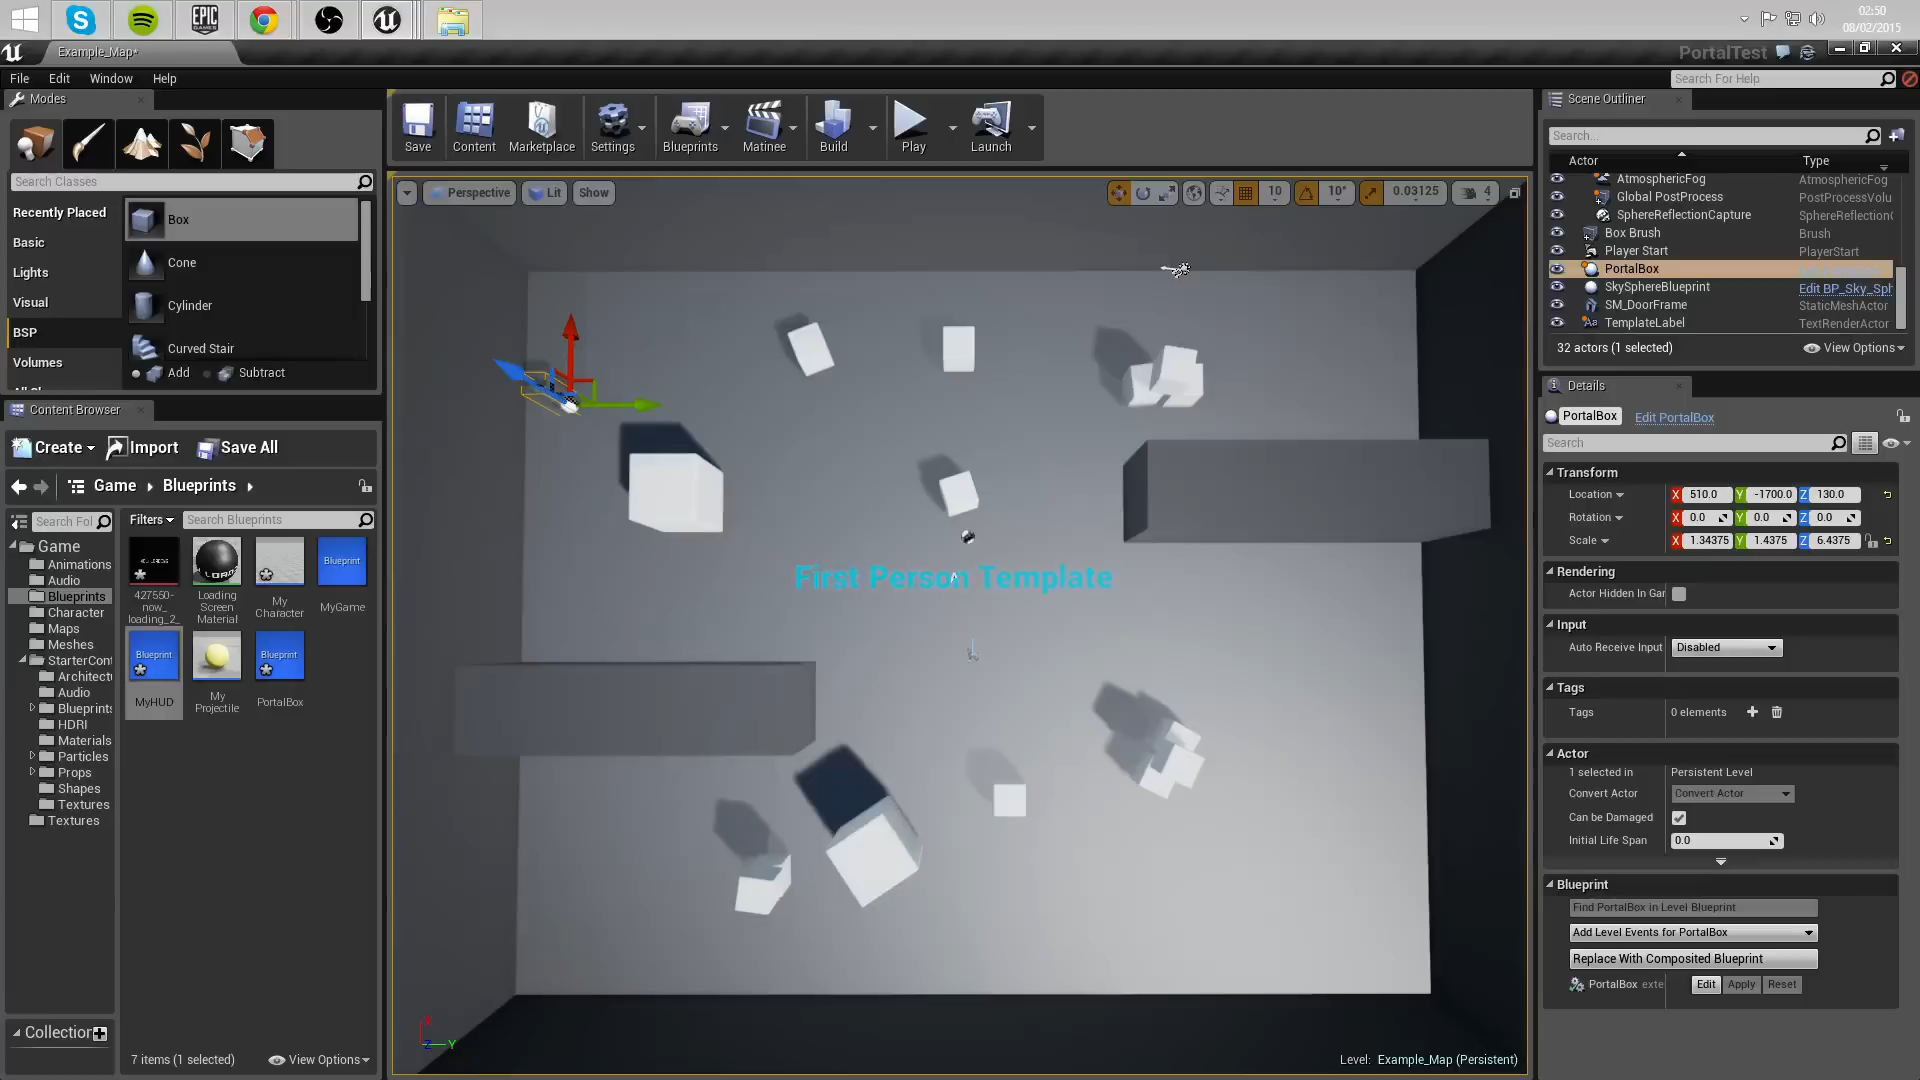 EPIC GAMES
02:50
08/02/2015
Example_Map*
PortalTest
File Edit Window Help
Search For Help
Modes
Search Classes
Recently Placed
Basic
Lights
Visual
BSP
Volumes
Box
Cone
Cylinder
Curved Stair
Add Subtract
Save Content Marketplace Settings Blueprints Matinee Build Play Launch
Perspective Lit Show
10 10° 0.03125 4
First Person Template
Level: Example_Map (Persistent)
Content Browser
Create Import Save All
Game Blueprints
Search Fol
Filters Search Blueprints
Game
Animations
Audio
Blueprints
Character
Maps
Meshes
StarterCont
Architectu
Audio
Blueprints
HDRI
Materials
Particles
Props
Shapes
Textures
Textures
427550-
now_
loading_2_
Loading
Screen
Material
My
Character
Blueprint
MyGame
Blueprint
MyHUD
My
Projectile
Blueprint
PortalBox
Collection
7 items (1 selected) View Options
Scene Outliner
Search...
Actor Type
AtmosphericFog AtmosphericFog
Global PostProcess PostProcessVolu
SphereReflectionCapture SphereReflection
Box Brush Brush
Player Start PlayerStart
PortalBox
SkySphereBlueprint Edit BP_Sky_Sph
SM_DoorFrame StaticMeshActor
TemplateLabel TextRenderActor
32 actors (1 selected) View Options
Details
PortalBox Edit PortalBox
Search
Transform
Location X 510.0 Y -1700.0 Z 130.0
Rotation X 0.0 Y 0.0 Z 0.0
Scale X 1.34375 Y 1.4375 Z 6.4375
Rendering
Actor Hidden In Gar
Input
Auto Receive Input Disabled
Tags
Tags 0 elements
Actor
1 selected in Persistent Level
Convert Actor Convert Actor
Can be Damaged
Initial Life Span 0.0
Blueprint
Find PortalBox in Level Blueprint
Add Level Events for PortalBox
Replace With Composited Blueprint
PortalBox exte Edit Apply Reset
X
Z Y